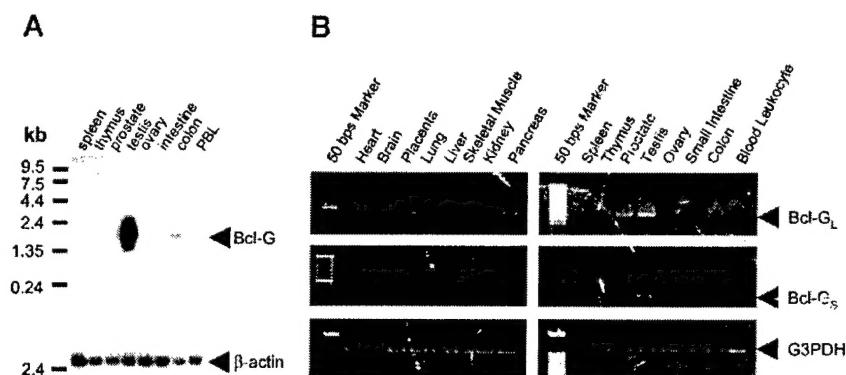 A
B
kb
spleen
thymus
prostate
testis
ovary
intestine
colon
PBL
9.5
7.5
4.4
2.4
1.35
0.24
2.4
Bcl-G
β-actin
50 bps Marker
Heart
Brain
Placenta
Lung
Liver
Skeletal Muscle
Kidney
Pancreas
50 bps Marker
Spleen
Thymus
Prostate
Testis
Ovary
Small Intestine
Colon
Blood Leukocyte
Bcl-GL
Bcl-GS
G3PDH